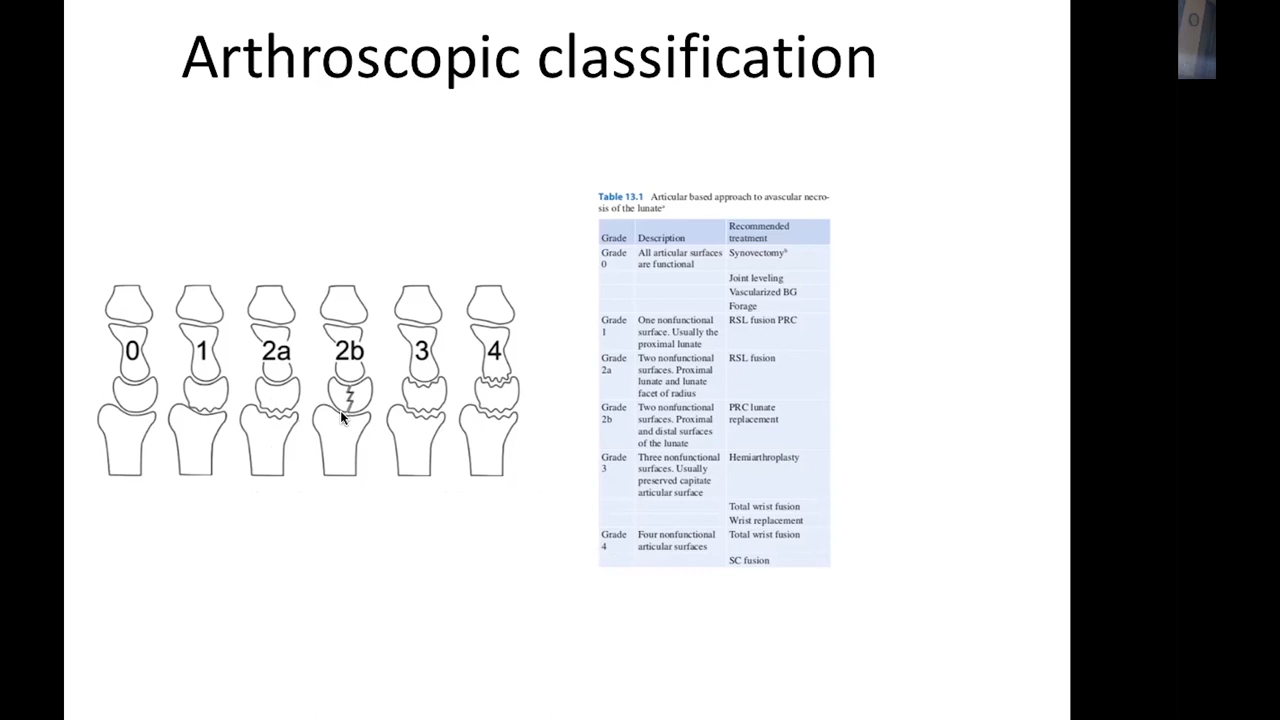 Arthroscopic classification
0 1 2a 2b 3 4
Table 13.1 Articular based approach to avascular necro-
sis of the lunateᵃ
Recommended
Grade Description treatment
Grade All articular surfaces Synovectomyᵇ
0 are functional
Joint leveling
Vascularized BG
Forage
Grade One nonfunctional RSL fusion PRC
1 surface. Usually the
proximal lunate
Grade Two nonfunctional RSL fusion
2a surfaces. Proximal
lunate and lunate
facet of radius
Grade Two nonfunctional PRC lunate
2b surfaces. Proximal replacement
and distal surfaces
of the lunate
Grade Three nonfunctional Hemiarthroplasty
3 surfaces. Usually
preserved capitate
articular surface
Total wrist fusion
Wrist replacement
Grade Four nonfunctional Total wrist fusion
4 articular surfaces
SC fusion